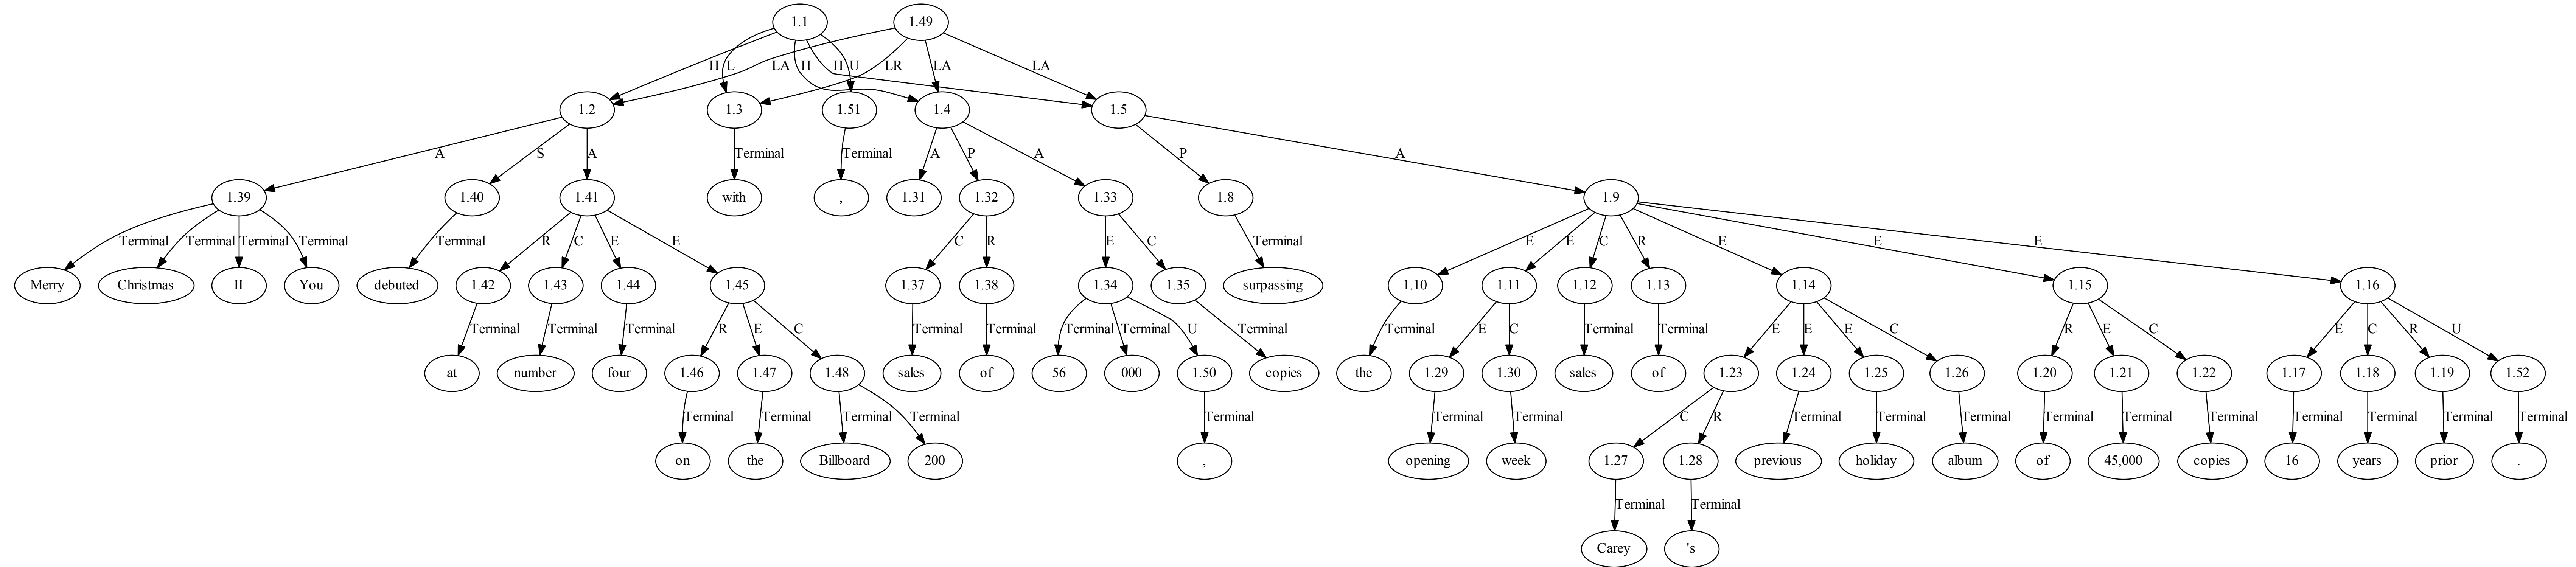 1.1 1.49
H L LA H H U LR LA LA
1.2 1.3 1.51 1.4 1.5
A S A Terminal Terminal A P A P A
1.39 1.40 1.41 with , 1.31 1.32 1.33 1.8 1.9
Terminal Terminal Terminal Terminal Terminal R C E E C R E C Terminal E E C R E E E
Merry Christmas II You debuted 1.42 1.43 1.44 1.45 1.37 1.38 1.34 1.35 surpassing 1.10 1.11 1.12 1.13 1.14 1.15 1.16
Terminal Terminal Terminal R E C Terminal Terminal Terminal Terminal U Terminal Terminal E C Terminal Terminal E E E C R E C E C R U
at number four 1.46 1.47 1.48 sales of 56 000 1.50 copies the 1.29 1.30 sales of 1.23 1.24 1.25 1.26 1.20 1.21 1.22 1.17 1.18 1.19 1.52
Terminal Terminal Terminal Terminal Terminal Terminal Terminal C R Terminal Terminal Terminal Terminal Terminal Terminal Terminal Terminal Terminal Terminal
on the Billboard 200 , opening week 1.27 1.28 previous holiday album of 45,000 copies 16 years prior .
Terminal Terminal
Carey 's